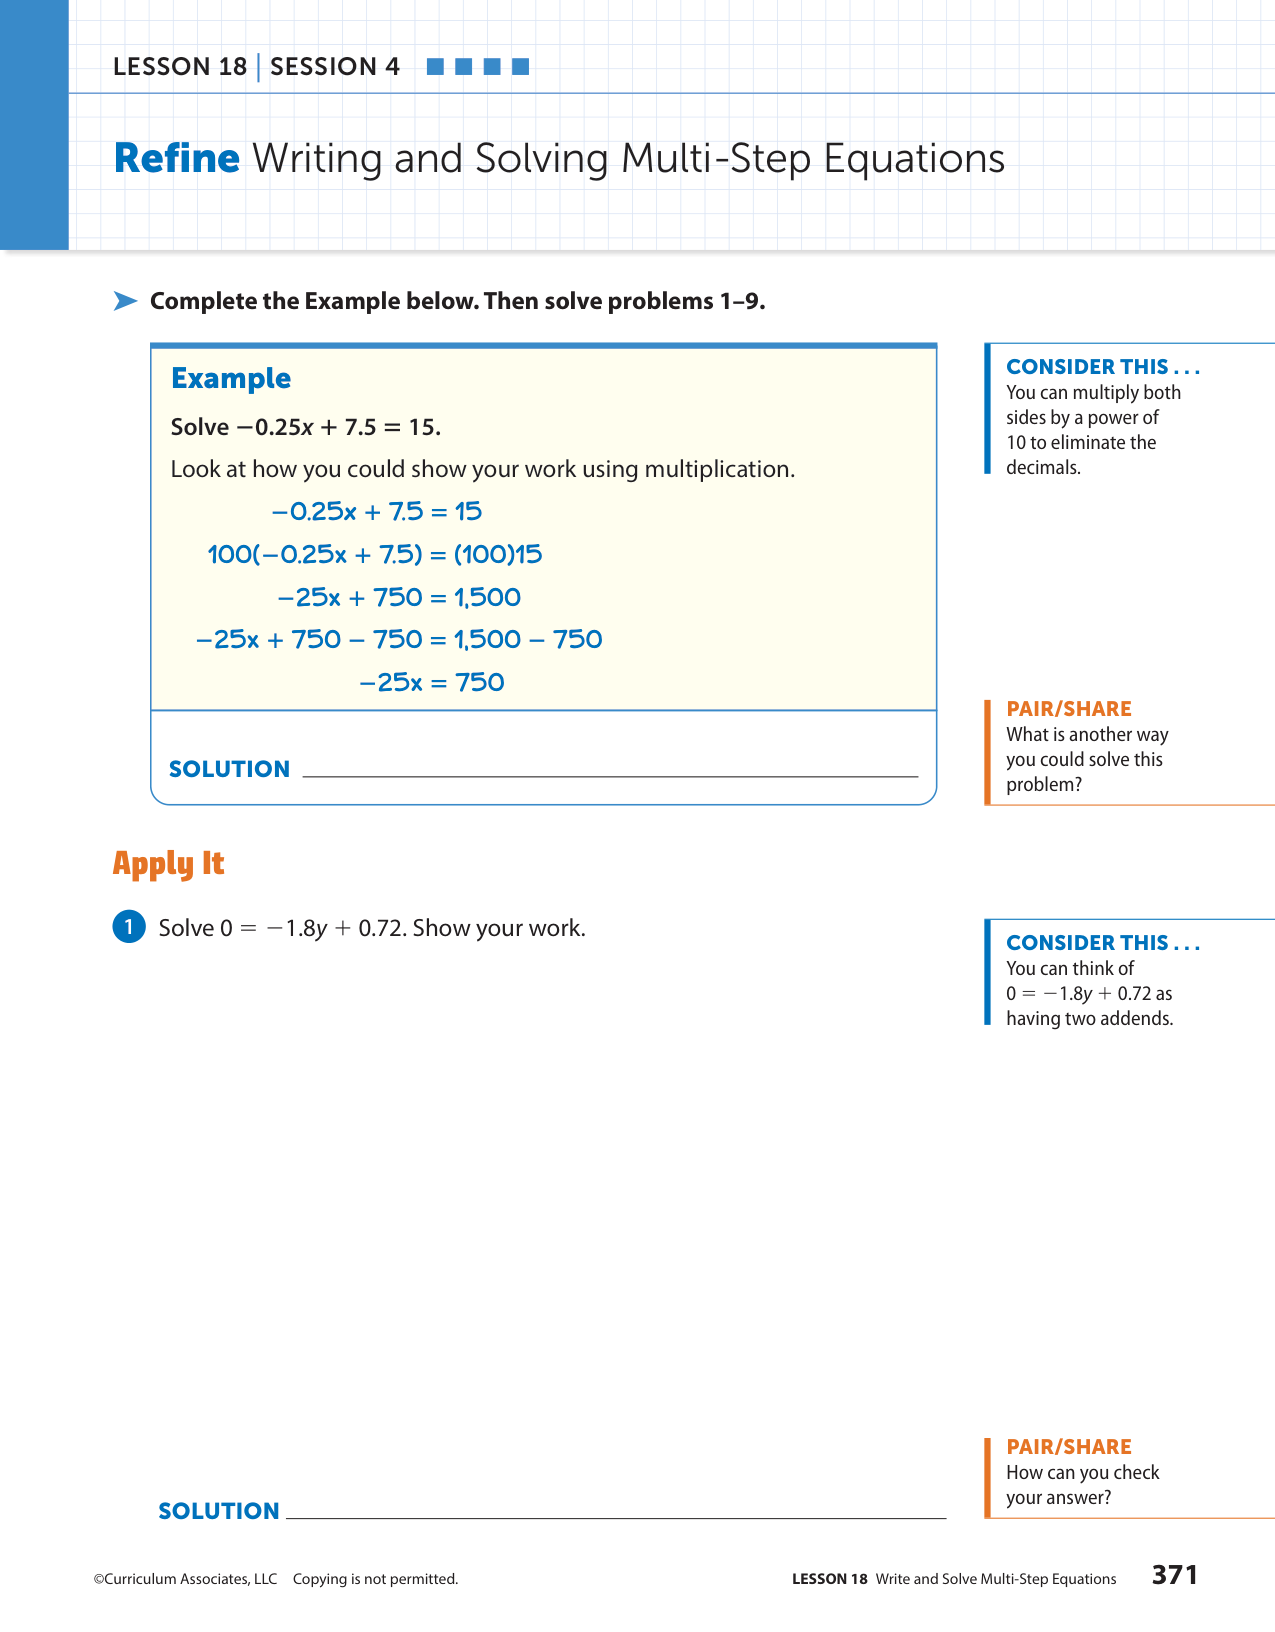 LESSON 18 | SESSION 4
Refine Writing and Solving Multi-Step Equations
Complete the Example below. Then solve problems 1–9.
Example
Solve −0.25x + 7.5 = 15.
Look at how you could show your work using multiplication.
−0.25x + 7.5 = 15
100(−0.25x + 7.5) = (100)15
−25x + 750 = 1,500
−25x + 750 − 750 = 1,500 − 750
−25x = 750
SOLUTION
CONSIDER THIS . . .
You can multiply both
sides by a power of
10 to eliminate the
decimals.
PAIR/SHARE
What is another way
you could solve this
problem?
Apply It
1 Solve 0 = −1.8y + 0.72. Show your work.
CONSIDER THIS . . .
You can think of
0 = −1.8y + 0.72 as
having two addends.
PAIR/SHARE
How can you check
your answer?
SOLUTION
©Curriculum Associates, LLC Copying is not permitted.
LESSON 18 Write and Solve Multi-Step Equations 371